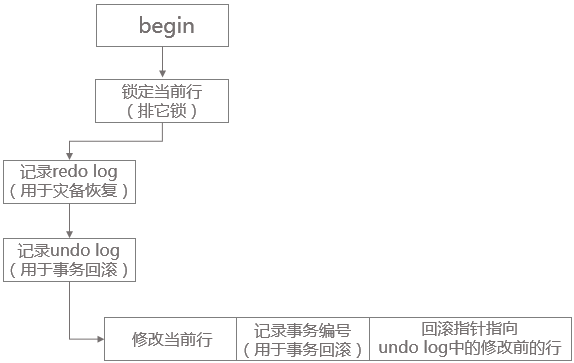 begin
锁定当前行
（排它锁）
记录redo log
（用于灾备恢复）
记录undo log
（用于事务回滚）
修改当前行
记录事务编号
（用于事务回滚）
回滚指针指向
undo log中的修改前的行